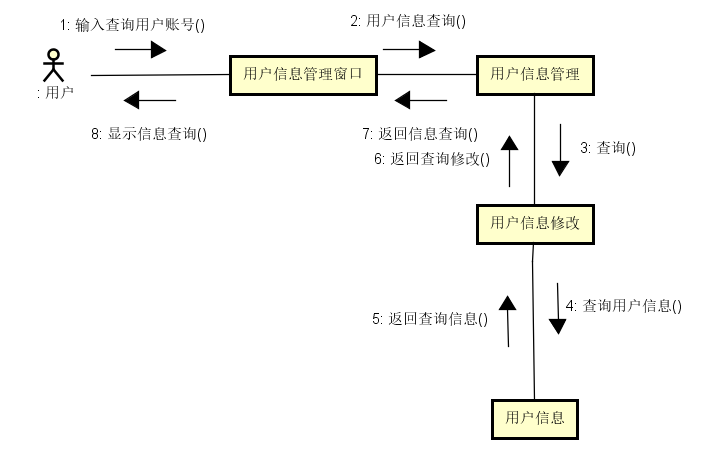 1: 输入查询用户账号()
2: 用户信息查询()
: 用户
用户信息管理窗口
用户信息管理
8: 显示信息查询()
7: 返回信息查询()
6: 返回查询修改()
3: 查询()
用户信息修改
5: 返回查询信息()
4: 查询用户信息()
用户信息